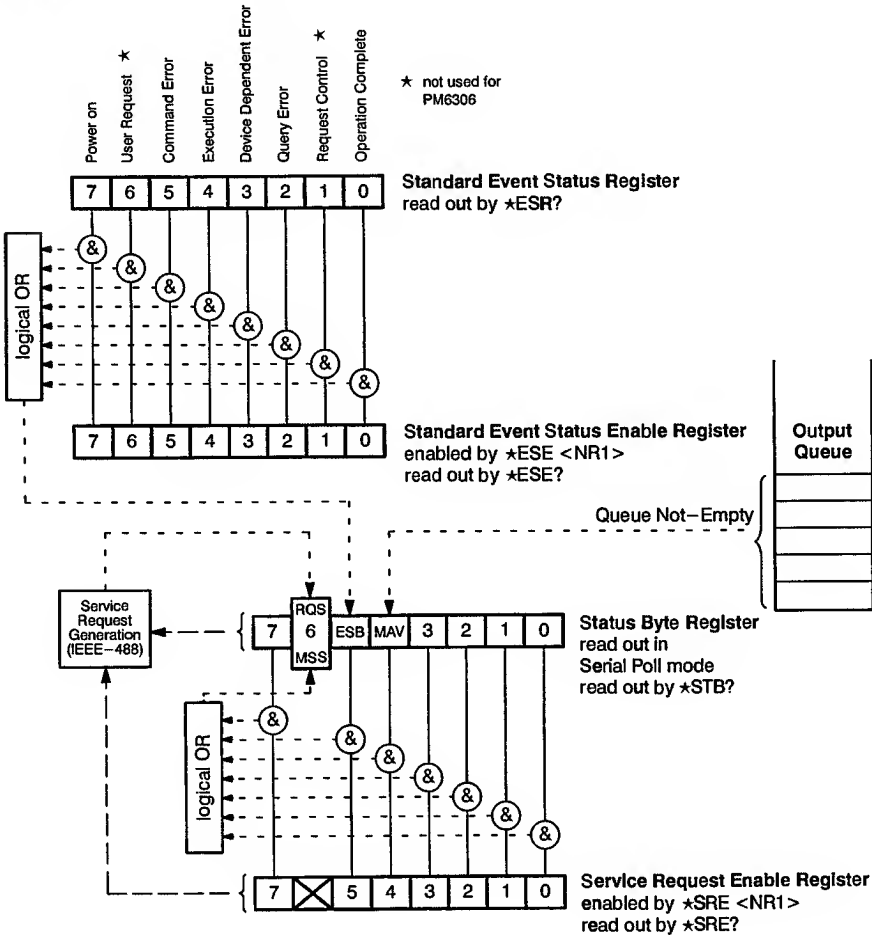 Power on
User Request ★
Command Error
Execution Error
Device Dependent Error
Query Error
Request Control ★
Operation Complete
★ not used for
PM6306
7 6 5 4 3 2 1 0
Standard Event Status Register
read out by ★ESR?
logical OR
&
&
&
&
&
&
&
&
7 6 5 4 3 2 1 0
Standard Event Status Enable Register
enabled by ★ESE <NR1>
read out by ★ESE?
Output
Queue
Queue Not-Empty
Service
Request
Generation
(IEEE-488)
RQS
7 6 ESB MAV 3 2 1 0
MSS
Status Byte Register
read out in
Serial Poll mode
read out by ★STB?
logical OR
&
&
&
&
&
&
&
7 5 4 3 2 1 0
Service Request Enable Register
enabled by ★SRE <NR1>
read out by ★SRE?